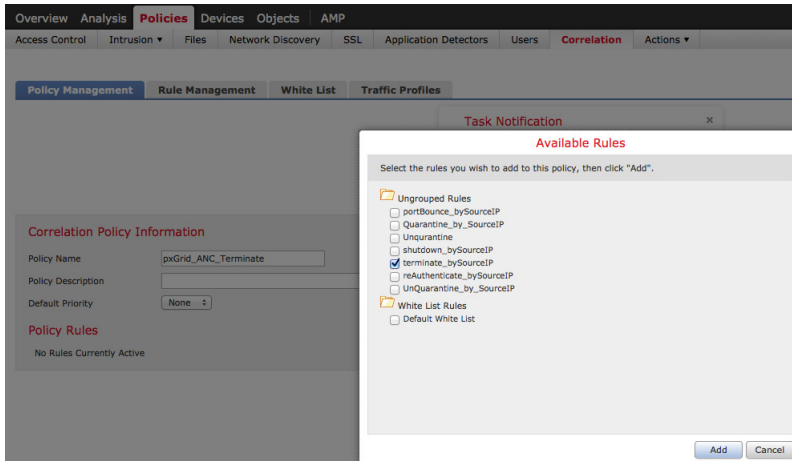 Overview Analysis Policies Devices Objects AMP
Access Control Intrusion ▾ Files Network Discovery SSL Application Detectors Users Correlation Actions ▾
Policy Management Rule Management White List Traffic Profiles
Task Notification ×
Available Rules
Select the rules you wish to add to this policy, then click "Add".
Ungrouped Rules
portBounce_bySourceIP
Quarantine_by_SourceIP
Unqurantine
shutdown_bySourceIP
terminate_bySourceIP
reAuthenticate_bySourceIP
UnQuarantine_by_SourceIP
White List Rules
Default White List
Add Cancel
Correlation Policy Information
Policy Name pxGrid_ANC_Terminate
Policy Description
Default Priority None
Policy Rules
No Rules Currently Active